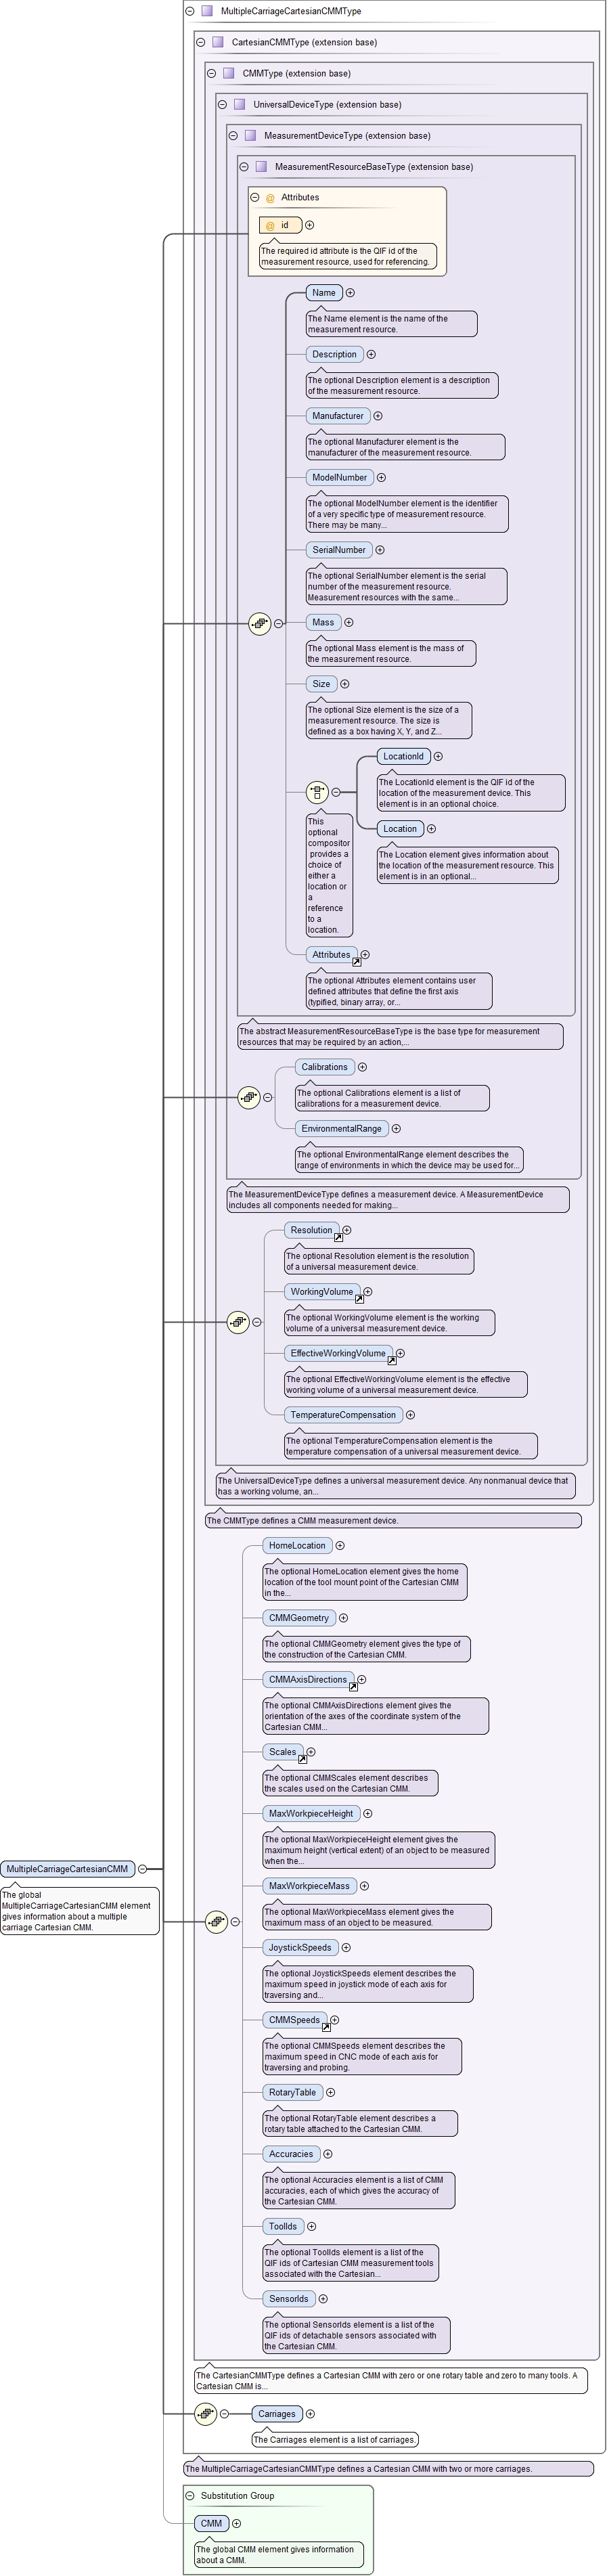 MultipleCarriageCartesianCMMType
CartesianCMMType (extension base)
CMMType (extension base)
UniversalDeviceType (extension base)
MeasurementDeviceType (extension base)
MeasurementResourceBaseType (extension base)
@ Attributes
@ id
The required id attribute is the QIF id of the
measurement resource, used for referencing.
Name
The Name element is the name of the
measurement resource.
Description
The optional Description element is a description
of the measurement resource.
Manufacturer
The optional Manufacturer element is the
manufacturer of the measurement resource.
ModelNumber
The optional ModelNumber element is the identifier
of a very specific type of measurement resource.
There may be many...
SerialNumber
The optional SerialNumber element is the serial
number of the measurement resource.
Measurement resources with the same...
Mass
The optional Mass element is the mass of
the measurement resource.
Size
The optional Size element is the size of a
measurement resource. The size is
defined as a box having X, Y, and Z...
LocationId
The LocationId element is the QIF id of the
location of the measurement device. This
element is in an optional choice.
Location
The Location element gives information about
the location of the measurement resource. This
element is in an optional...
This
optional
compositor
provides a
choice of
either a
location or
a
reference
to a
location.
Attributes
The optional Attributes element contains user
defined attributes that define the first axis
(typified, binary array, or...
The abstract MeasurementResourceBaseType is the base type for measurement
resources that may be required by an action,...
Calibrations
The optional Calibrations element is a list of
calibrations for a measurement device.
EnvironmentalRange
The optional EnvironmentalRange element describes the
range of environments in which the device may be used for...
The MeasurementDeviceType defines a measurement device. A MeasurementDevice
includes all components needed for making...
Resolution
The optional Resolution element is the resolution
of a universal measurement device.
WorkingVolume
The optional WorkingVolume element is the working
volume of a universal measurement device.
EffectiveWorkingVolume
The optional EffectiveWorkingVolume element is the effective
working volume of a universal measurement device.
TemperatureCompensation
The optional TemperatureCompensation element is the
temperature compensation of a universal measurement device.
The UniversalDeviceType defines a universal measurement device. Any nonmanual device that
has a working volume, an...
The CMMType defines a CMM measurement device.
HomeLocation
The optional HomeLocation element gives the home
location of the tool mount point of the Cartesian CMM
in the...
CMMGeometry
The optional CMMGeometry element gives the type of
the construction of the Cartesian CMM.
CMMAxisDirections
The optional CMMAxisDirections element gives the
orientation of the axes of the coordinate system of the
Cartesian CMM...
Scales
The optional CMMScales element describes
the scales used on the Cartesian CMM.
MaxWorkpieceHeight
The optional MaxWorkpieceHeight element gives the
maximum height (vertical extent) of an object to be measured
when the...
MultipleCarriageCartesianCMM
The global
MultipleCarriageCartesianCMM element
gives information about a multiple
carriage Cartesian CMM.
MaxWorkpieceMass
The optional MaxWorkpieceMass element gives the
maximum mass of an object to be measured.
JoystickSpeeds
The optional JoystickSpeeds element describes the
maximum speed in joystick mode of each axis for
traversing and...
CMMSpeeds
The optional CMMSpeeds element describes the
maximum speed in CNC mode of each axis for
traversing and probing.
RotaryTable
The optional RotaryTable element describes a
rotary table attached to the Cartesian CMM.
Accuracies
The optional Accuracies element is a list of CMM
accuracies, each of which gives the accuracy of
the Cartesian CMM.
ToolIds
The optional ToolIds element is a list of the
QIF ids of Cartesian CMM measurement tools
associated with the Cartesian...
SensorIds
The optional SensorIds element is a list of the
QIF ids of detachable sensors associated with
the Cartesian CMM.
The CartesianCMMType defines a Cartesian CMM with zero or one rotary table and zero to many tools. A
Cartesian CMM is...
Carriages
The Carriages element is a list of carriages.
The MultipleCarriageCartesianCMMType defines a Cartesian CMM with two or more carriages.
Substitution Group
CMM
The global CMM element gives information
about a CMM.